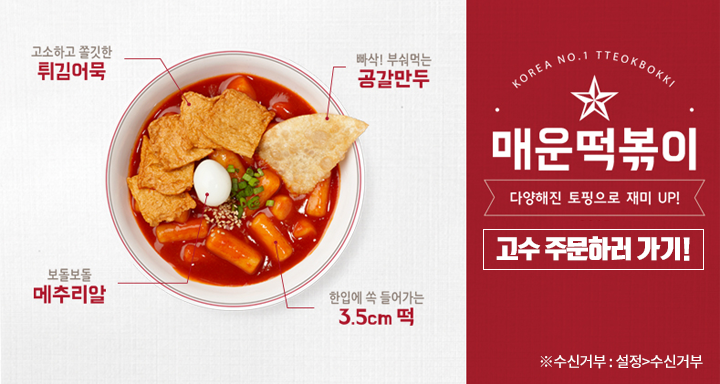 고소하고 쫄깃한
튀김어묵
빠삭! 부숴먹는
공갈만두
보돌보돌
메추리알
한입에 쏙 들어가는
3.5cm 떡
KOREA NO.1 TTEOKBOKKI
매운떡볶이
다양해진 토핑으로 재미 UP!
고수 주문하러 가기!
※수신거부 : 설정>수신거부